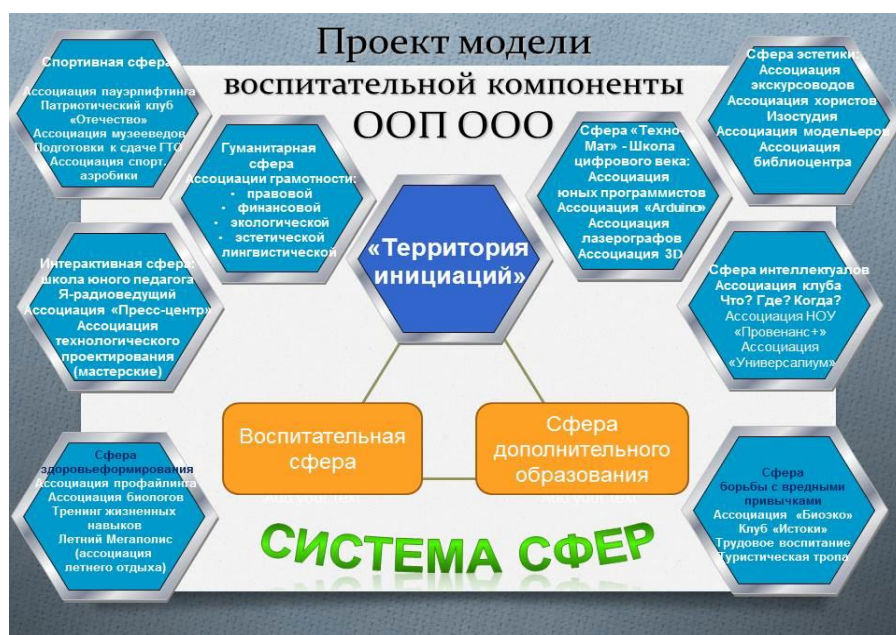 Проект модели
воспитательной компоненты
ООП ООО
Спортивная сфера
Ассоциация пауэрлифтинга
Патриотический клуб
«Отечество»
Ассоциация музееведов
Подготовки к сдаче ГТО
Ассоциация спорт.
аэробики
Гуманитарная
сфера
Ассоциации грамотности:
• правовой
• финансовой
• экологической
• эстетической
лингвистической
«Территория
инициаций»
Сфера «Техно-
Мат» - Школа
цифрового века:
Ассоциация
юных программистов
Ассоциация «Arduino»
Ассоциация
лазерографов
Ассоциация 3D
Сфера эстетики:
Ассоциация
экскурсоводов
Ассоциация хористов
Изостудия
Ассоциация модельеров
Ассоциация
библиоцентра
Интерактивная сфера:
школа юного педагога
Я-радиоведущий
Ассоциация «Пресс-центр»
Ассоциация
технологического
проектирования
(мастерские)
Сфера интеллектуалов
Ассоциация клуба
Что? Где? Когда?
Ассоциация НОУ
«Провенанс+»
Ассоциация
«Универсалиум»
Воспитательная
сфера
Сфера
дополнительного
образования
Add your text
Add your text
Сфера
здоровьеформирования
Ассоциация профайлинга
Ассоциация биологов
Тренинг жизненных
навыков
Летний Мегаполис
(ассоциация
летнего отдыха)
Сфера
борьбы с вредными
привычками
Ассоциация «Биоэко»
Клуб «Истоки»
Трудовое воспитание
Туристическая тропа
СИСТЕМА СФЕР